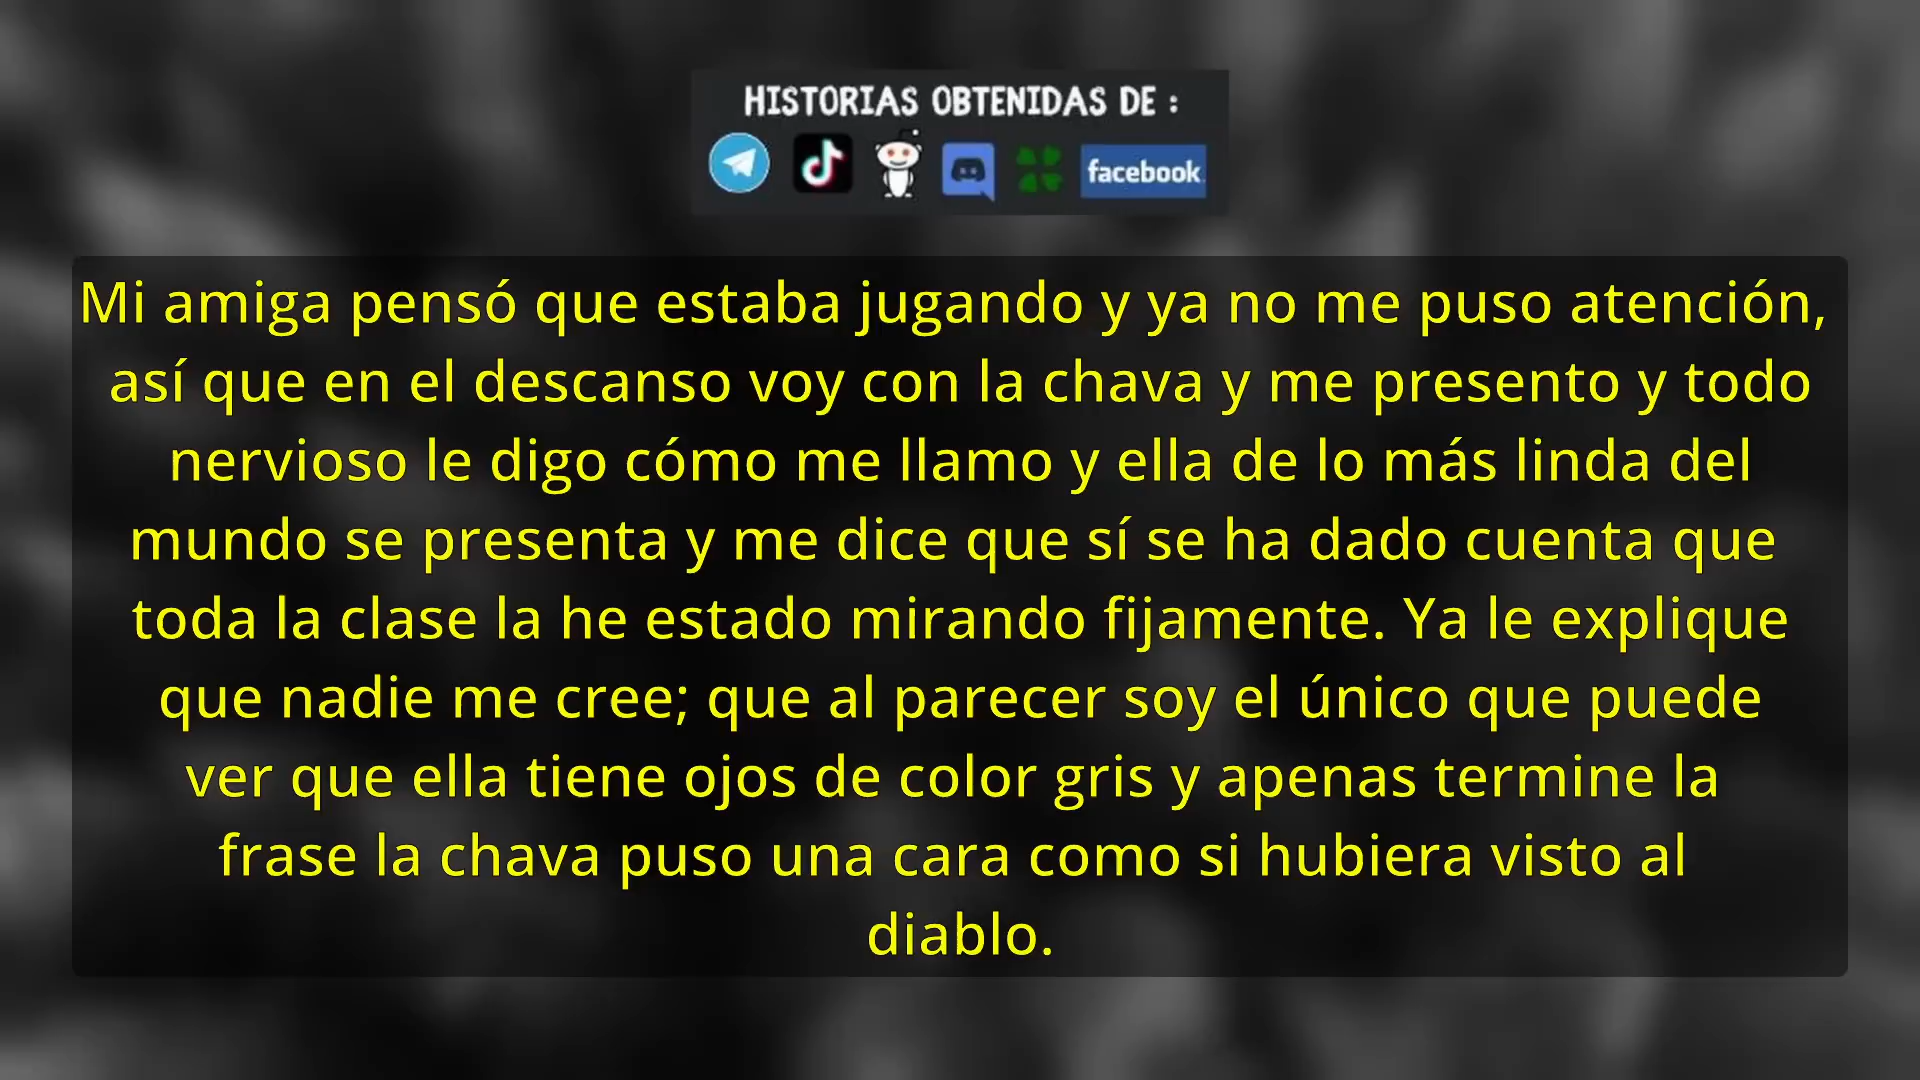 HISTORIAS OBTENIDAS DE :
facebook
Mi amiga pensó que estaba jugando y ya no me puso atención,
así que en el descanso voy con la chava y me presento y todo
nervioso le digo cómo me llamo y ella de lo más linda del
mundo se presenta y me dice que sí se ha dado cuenta que
toda la clase la he estado mirando fijamente. Ya le explique
que nadie me cree; que al parecer soy el único que puede
ver que ella tiene ojos de color gris y apenas termine la
frase la chava puso una cara como si hubiera visto al
diablo.